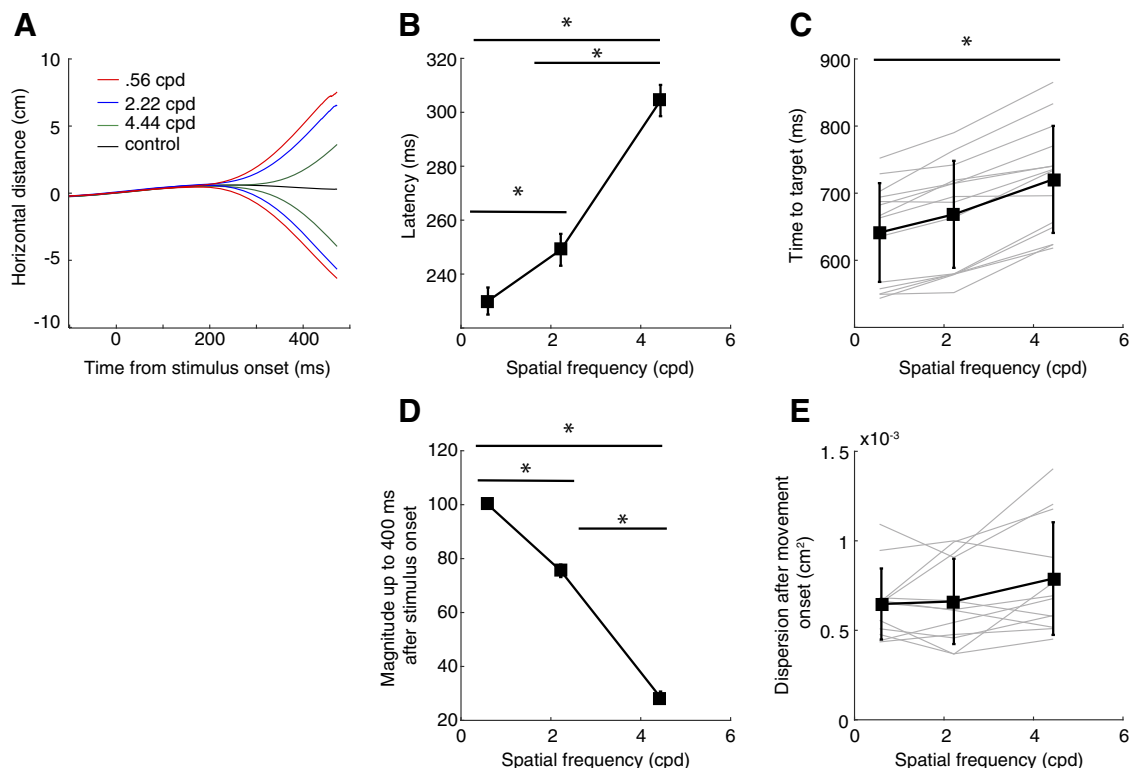 A
Horizontal distance (cm)
10
5
0
-5
-10
.56 cpd
2.22 cpd
4.44 cpd
control
0
200
400
Time from stimulus onset (ms)
B
*
*
*
Latency (ms)
320
300
280
260
240
0
2
4
6
Spatial frequency (cpd)
C
*
Time to target (ms)
900
800
700
600
0
2
4
6
Spatial frequency (cpd)
D
*
*
*
Magnitude up to 400 ms
after stimulus onset
120
100
80
60
40
20
0
2
4
6
Spatial frequency (cpd)
E
x10-3
Dispersion after movement
onset (cm²)
1.5
1
0.5
0
0
2
4
6
Spatial frequency (cpd)